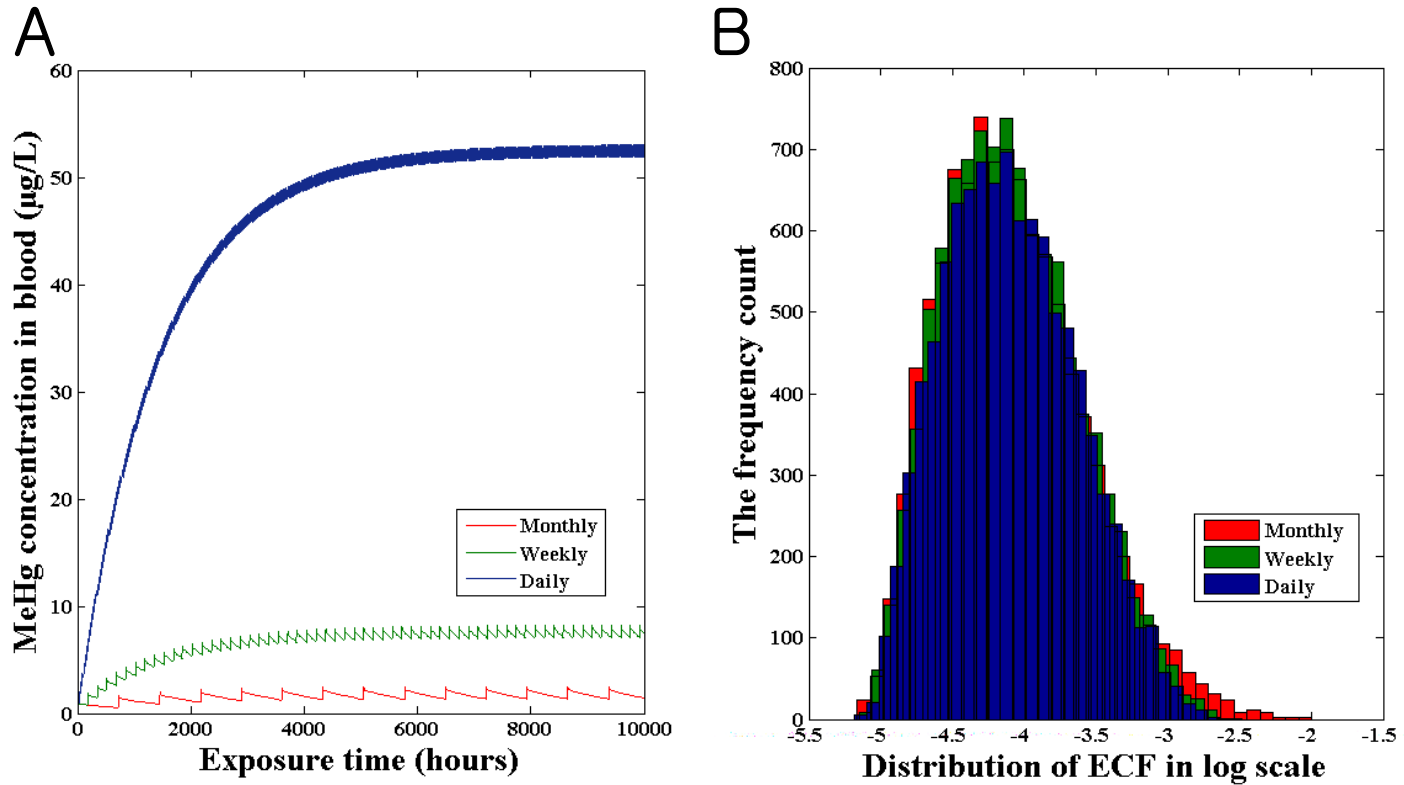 A
MeHg concentration in blood (µg/L)
60
50
40
30
20
10
0
Monthly
Weekly
Daily
0 2000 4000 6000 8000 10000
Exposure time (hours)
B
The frequency count
800
700
600
500
400
300
200
100
0
Monthly
Weekly
Daily
-5.5 -5 -4.5 -4 -3.5 -3 -2.5 -2 -1.5
Distribution of ECF in log scale